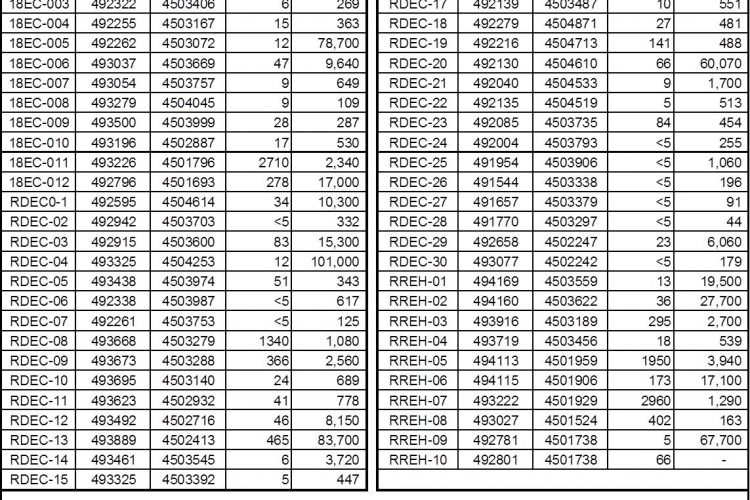 18EC-003 492322 4503406 6 269
18EC-004 492255 4503167 15 363
18EC-005 492262 4503072 12 78,700
18EC-006 493037 4503669 47 9,640
18EC-007 493054 4503757 9 649
18EC-008 493279 4504045 9 109
18EC-009 493500 4503999 28 287
18EC-010 493196 4502887 17 530
18EC-011 493226 4501796 2710 2,340
18EC-012 492796 4501693 278 17,000
RDEC0-1 492595 4504614 34 10,300
RDEC-02 492942 4503703 <5 332
RDEC-03 492915 4503600 83 15,300
RDEC-04 493325 4504253 12 101,000
RDEC-05 493438 4503974 51 343
RDEC-06 492338 4503987 <5 617
RDEC-07 492261 4503753 <5 125
RDEC-08 493668 4503279 1340 1,080
RDEC-09 493673 4503288 366 2,560
RDEC-10 493695 4503140 24 689
RDEC-11 493623 4502932 41 778
RDEC-12 493492 4502716 46 8,150
RDEC-13 493889 4502413 465 83,700
RDEC-14 493461 4503545 6 3,720
RDEC-15 493325 4503392 5 447
RDEC-17 492139 4503487 10 551
RDEC-18 492279 4504871 27 481
RDEC-19 492216 4504713 141 488
RDEC-20 492130 4504610 66 60,070
RDEC-21 492040 4504533 9 1,700
RDEC-22 492135 4504519 5 513
RDEC-23 492085 4503735 84 454
RDEC-24 492004 4503793 <5 255
RDEC-25 491954 4503906 <5 1,060
RDEC-26 491544 4503338 <5 196
RDEC-27 491657 4503379 <5 91
RDEC-28 491770 4503297 <5 44
RDEC-29 492658 4502247 23 6,060
RDEC-30 493077 4502242 <5 179
RREH-01 494169 4503559 13 19,500
RREH-02 494160 4503622 36 27,700
RREH-03 493916 4503189 295 2,700
RREH-04 493719 4503456 18 539
RREH-05 494113 4501959 1950 3,940
RREH-06 494115 4501906 173 17,100
RREH-07 493222 4501929 2960 1,290
RREH-08 493027 4501524 402 163
RREH-09 492781 4501738 5 67,700
RREH-10 492801 4501738 66 -